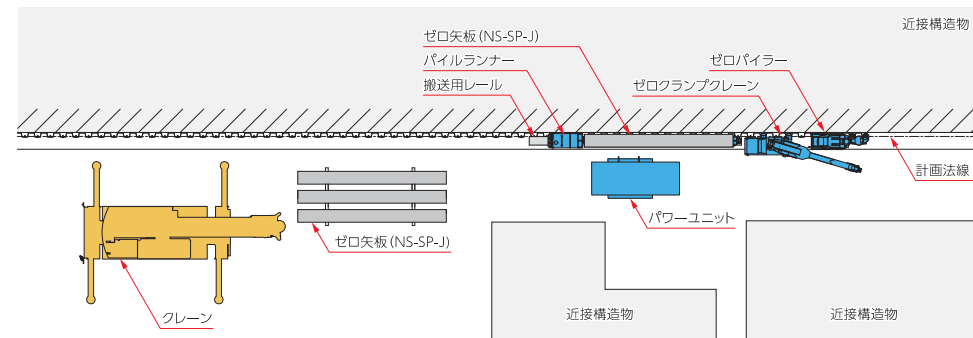 近接構造物
ゼロ矢板(NS-SP-J)
パイルランナー
ゼロパイラー
搬送用レール
ゼロクランプクレーン
計画法線
パワーユニット
ゼロ矢板(NS-SP-J)
クレーン
近接構造物
近接構造物